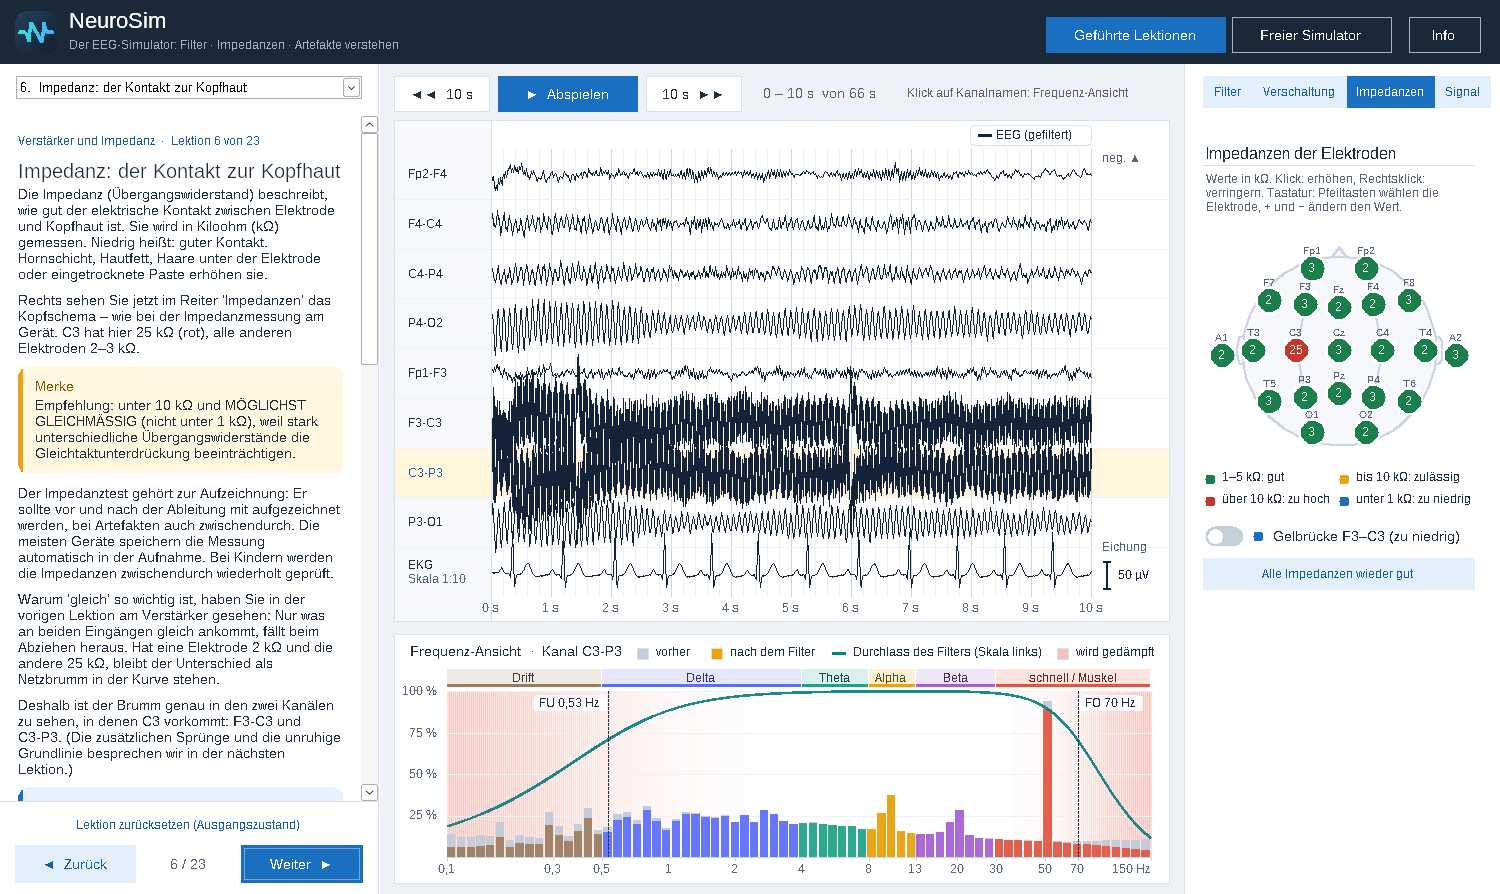 NeuroSim
Der EEG-Simulator: Filter · Impedanzen · Artefakte verstehen
Geführte Lektionen
Freier Simulator
Info
6. Impedanz: der Kontakt zur Kopfhaut
Verstärker und Impedanz · Lektion 6 von 23
Impedanz: der Kontakt zur Kopfhaut
Die Impedanz (Übergangswiderstand) beschreibt,
wie gut der elektrische Kontakt zwischen Elektrode
und Kopfhaut ist. Sie wird in Kiloohm (kΩ)
gemessen. Niedrig heißt: guter Kontakt.
Hornschicht, Hautfett, Haare unter der Elektrode
oder eingetrocknete Paste erhöhen sie.
Rechts sehen Sie jetzt im Reiter 'Impedanzen' das
Kopfschema – wie bei der Impedanzmessung am
Gerät. C3 hat hier 25 kΩ (rot), alle anderen
Elektroden 2–3 kΩ.
Merke
Empfehlung: unter 10 kΩ und MÖGLICHST
GLEICHMÄSSIG (nicht unter 1 kΩ), weil stark
unterschiedliche Übergangswiderstände die
Gleichtaktunterdrückung beeinträchtigen.
Der Impedanztest gehört zur Aufzeichnung: Er
sollte vor und nach der Ableitung mit aufgezeichnet
werden, bei Artefakten auch zwischendurch. Die
meisten Geräte speichern die Messung
automatisch in der Aufnahme. Bei Kindern werden
die Impedanzen zwischendurch wiederholt geprüft.
Warum 'gleich' so wichtig ist, haben Sie in der
vorigen Lektion am Verstärker gesehen: Nur was
an beiden Eingängen gleich ankommt, fällt beim
Abziehen heraus. Hat eine Elektrode 2 kΩ und die
andere 25 kΩ, bleibt der Unterschied als
Netzbrumm in der Kurve stehen.
Deshalb ist der Brumm genau in den zwei Kanälen
zu sehen, in denen C3 vorkommt: F3-C3 und
C3-P3. (Die zusätzlichen Sprünge und die unruhige
Grundlinie besprechen wir in der nächsten
Lektion.)
Lektion zurücksetzen (Ausgangszustand)
◄ Zurück
6 / 23
Weiter ►
◄◄ 10 s
► Abspielen
10 s ►►
0 – 10 s von 66 s
Klick auf Kanalnamen: Frequenz-Ansicht
EEG (gefiltert)
neg. ▲
Fp2-F4
F4-C4
C4-P4
P4-O2
Fp1-F3
F3-C3
C3-P3
P3-O1
EKG
Skala 1:10
Eichung
50 µV
0 s 1 s 2 s 3 s 4 s 5 s 6 s 7 s 8 s 9 s 10 s
Frequenz-Ansicht · Kanal C3-P3
vorher
nach dem Filter
Durchlass des Filters (Skala links)
wird gedämpft
Drift Delta Theta Alpha Beta schnell / Muskel
FU 0,53 Hz
FO 70 Hz
100 %
75 %
50 %
25 %
0,1 0,3 0,5 1 2 4 8 13 20 30 50 70 150 Hz
Filter
Verschaltung
Impedanzen
Signal
Impedanzen der Elektroden
Werte in kΩ. Klick: erhöhen, Rechtsklick:
verringern. Tastatur: Pfeiltasten wählen die
Elektrode, + und − ändern den Wert.
Fp1 Fp2
3 2
F7 F3 Fz F4 F8
2 3 2 2 3
A1 T3 C3 Cz C4 T4 A2
2 2 25 3 2 2 3
T5 P3 Pz P4 T6
3 2 2 3 2
O1 O2
3 2
1–5 kΩ: gut
bis 10 kΩ: zulässig
über 10 kΩ: zu hoch
unter 1 kΩ: zu niedrig
Gelbrücke F3–C3 (zu niedrig)
Alle Impedanzen wieder gut